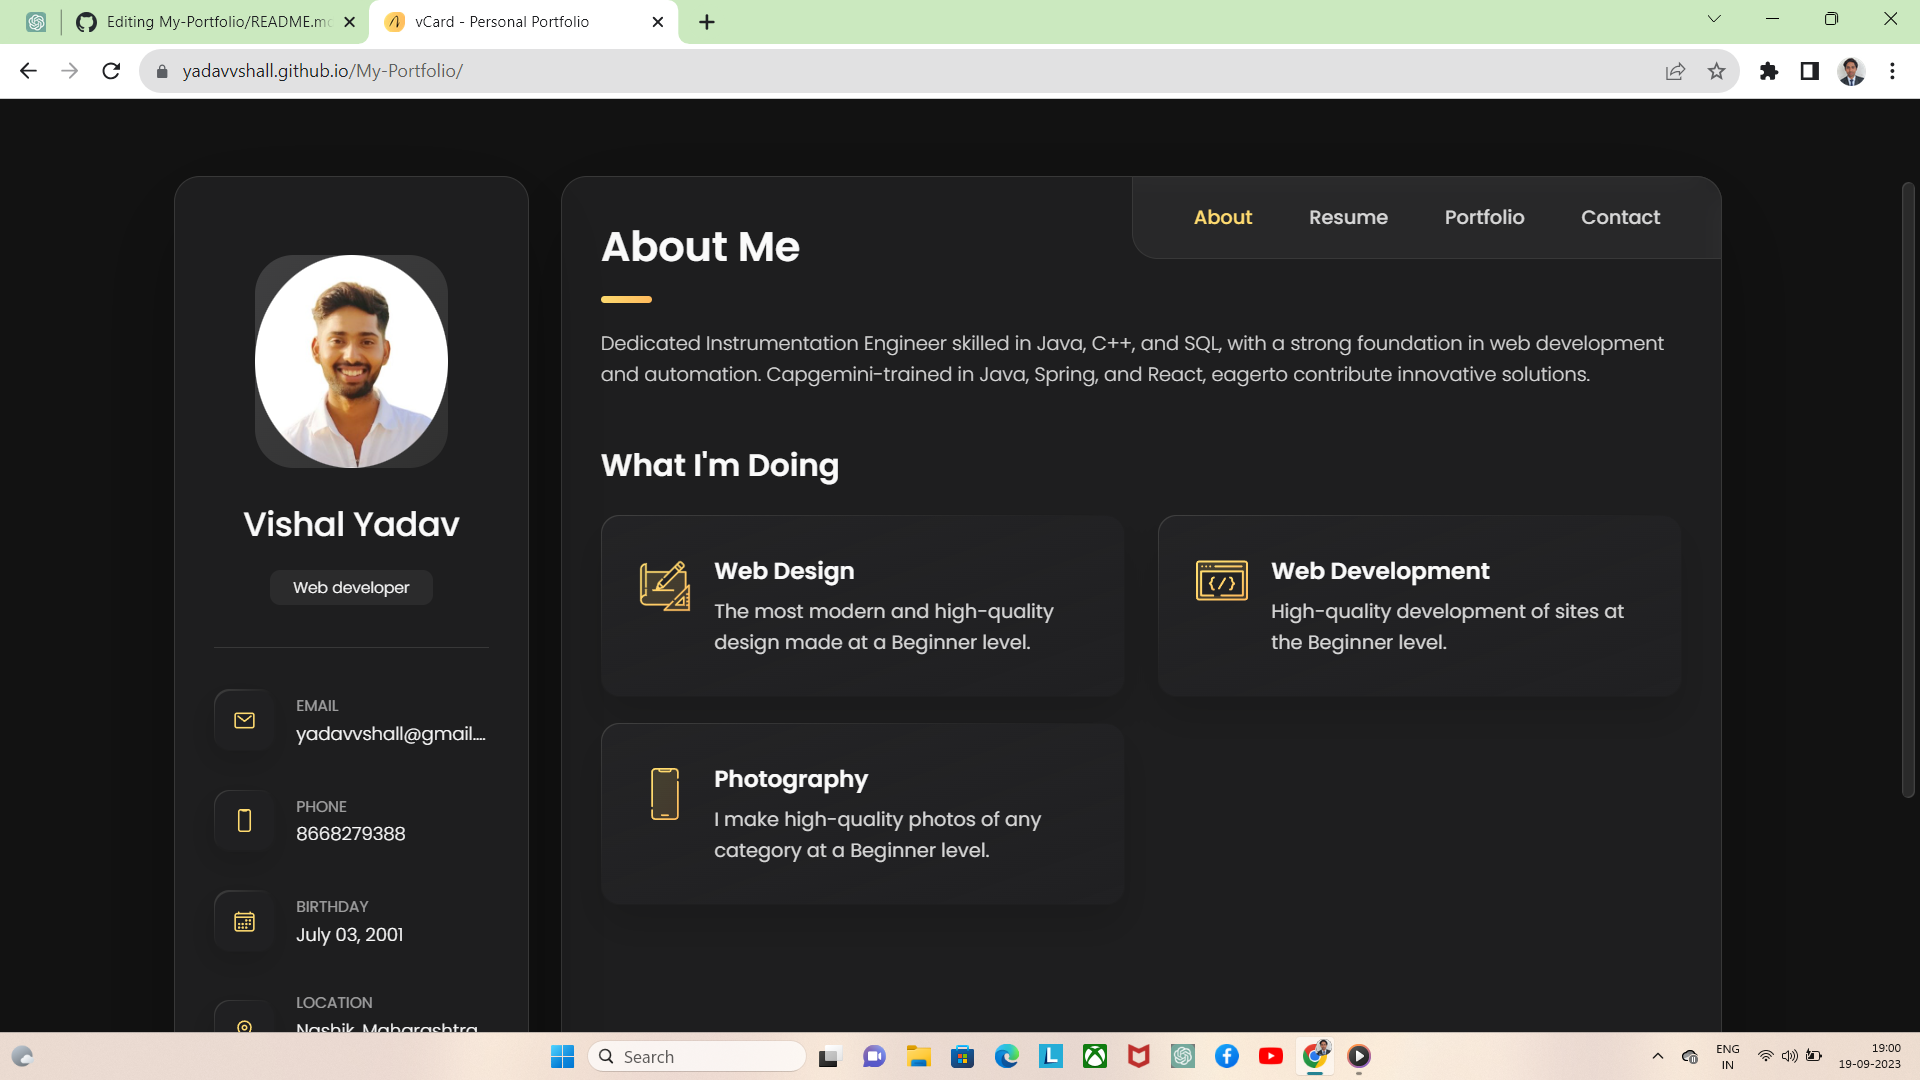 Editing My-Portfolio/README.md
vCard - Personal Portfolio
yadavvshall.github.io/My-Portfolio/
About
Resume
Portfolio
Contact
About Me
Dedicated Instrumentation Engineer skilled in Java, C++, and SQL, with a strong foundation in web development
and automation. Capgemini-trained in Java, Spring, and React, eagerto contribute innovative solutions.
Vishal Yadav
Web developer
EMAIL
yadavvshall@gmail....
PHONE
8668279388
BIRTHDAY
July 03, 2001
LOCATION
Nashik, Maharashtra
What I'm Doing
Web Design
The most modern and high-quality
design made at a Beginner level.
Web Development
High-quality development of sites at
the Beginner level.
Photography
I make high-quality photos of any
category at a Beginner level.
Search
ENG
IN
19:00
19-09-2023